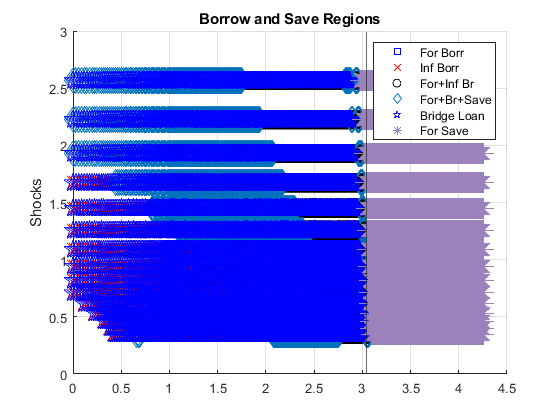 Borrow and Save Regions
3
2.5
2
1.5
1
0.5
0
Shocks
0
0.5
1
1.5
2
2.5
3
3.5
4
4.5
For Borr
Inf Borr
For+Inf Br
For+Br+Save
Bridge Loan
For Save